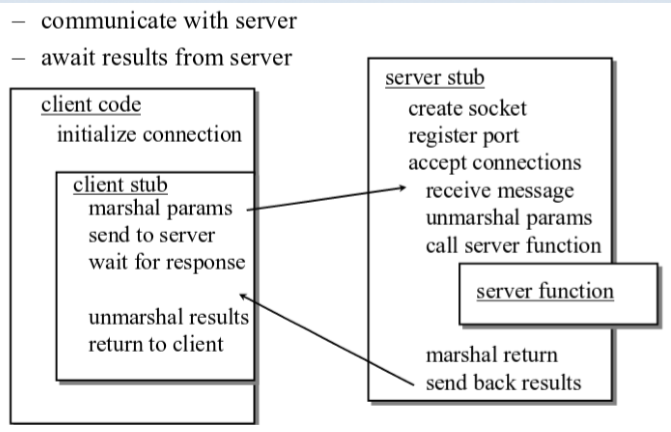 – communicate with server
– await results from server
client code
initialize connection
client stub
marshal params
send to server
wait for response
unmarshal results
return to client
server stub
create socket
register port
accept connections
receive message
unmarshal params
call server function
server function
marshal return
send back results